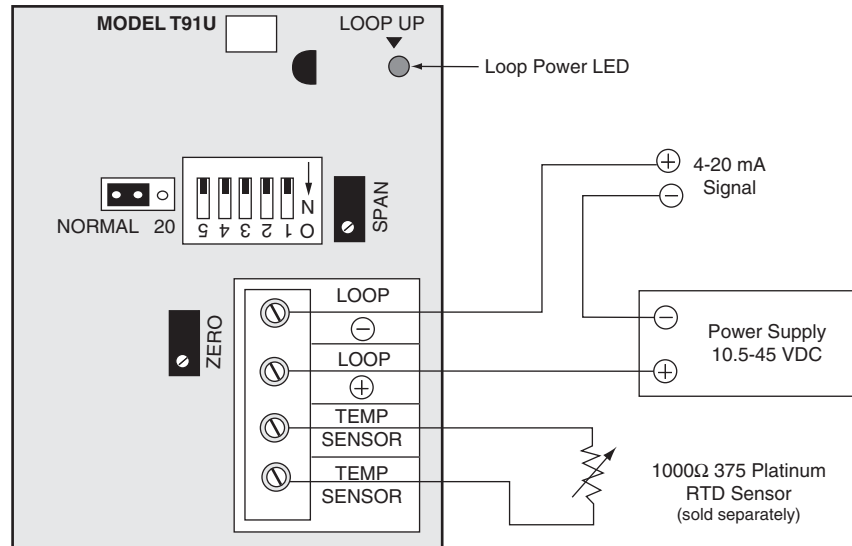 MODEL T91U
LOOP UP
Loop Power LED
NORMAL 20
5 4 3 2 1 O
N
SPAN
ZERO
LOOP
⊖
LOOP
⊕
TEMP
SENSOR
TEMP
SENSOR
⊕
⊖
4-20 mA
Signal
⊖
⊕
Power Supply
10.5-45 VDC
1000Ω 375 Platinum
RTD Sensor
(sold separately)